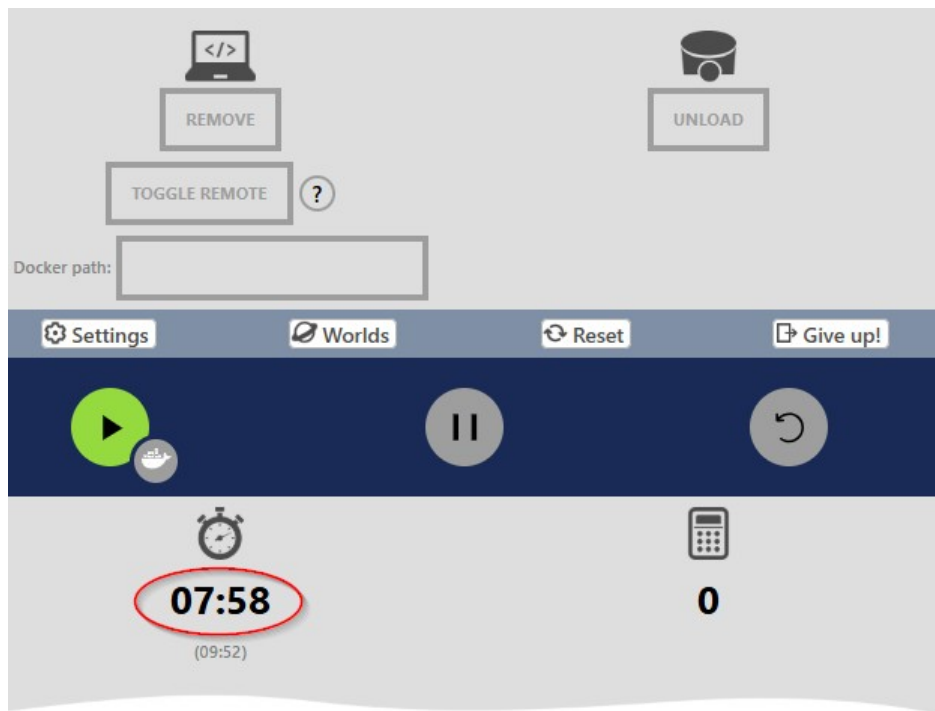 </>
REMOVE
UNLOAD
TOGGLE REMOTE ?
Docker path:
Settings Worlds Reset Give up!
07:58 0
(09:52)